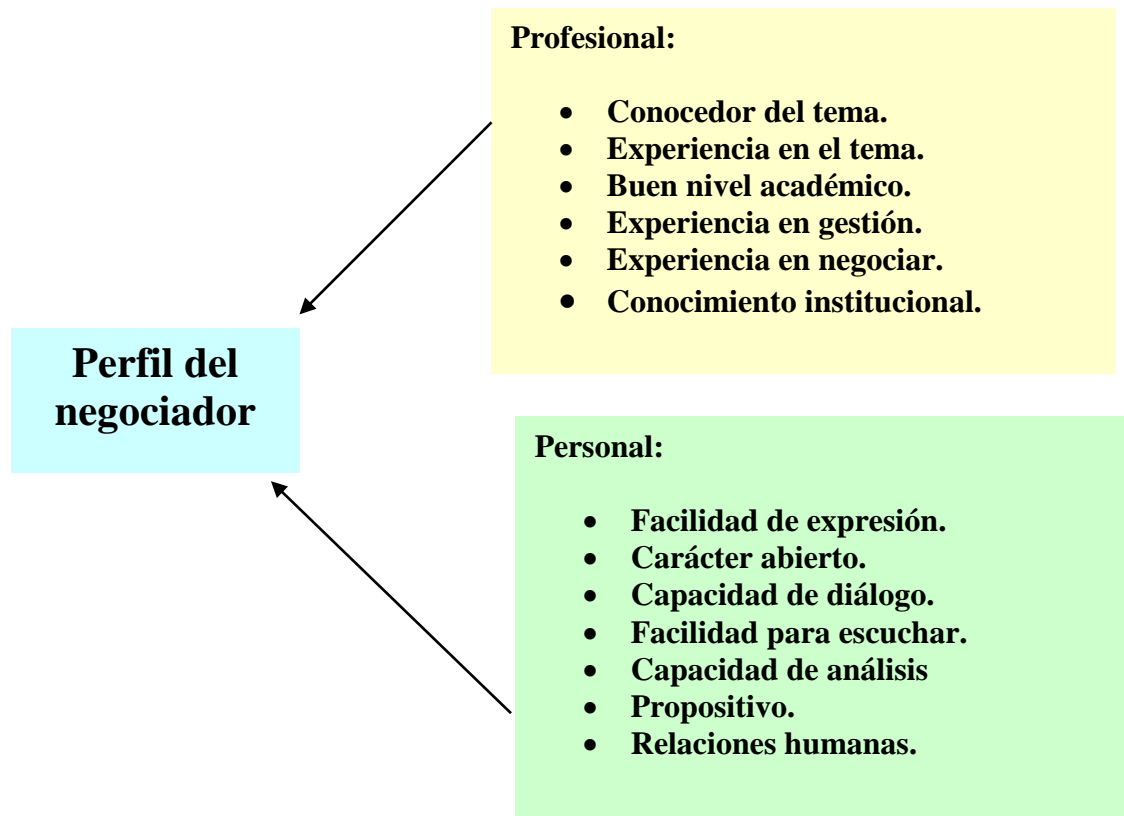 Profesional:
• Conocedor del tema.
• Experiencia en el tema.
• Buen nivel académico.
• Experiencia en gestión.
• Experiencia en negociar.
• Conocimiento institucional.
Perfil del
negociador
Personal:
• Facilidad de expresión.
• Carácter abierto.
• Capacidad de diálogo.
• Facilidad para escuchar.
• Capacidad de análisis
• Propositivo.
• Relaciones humanas.